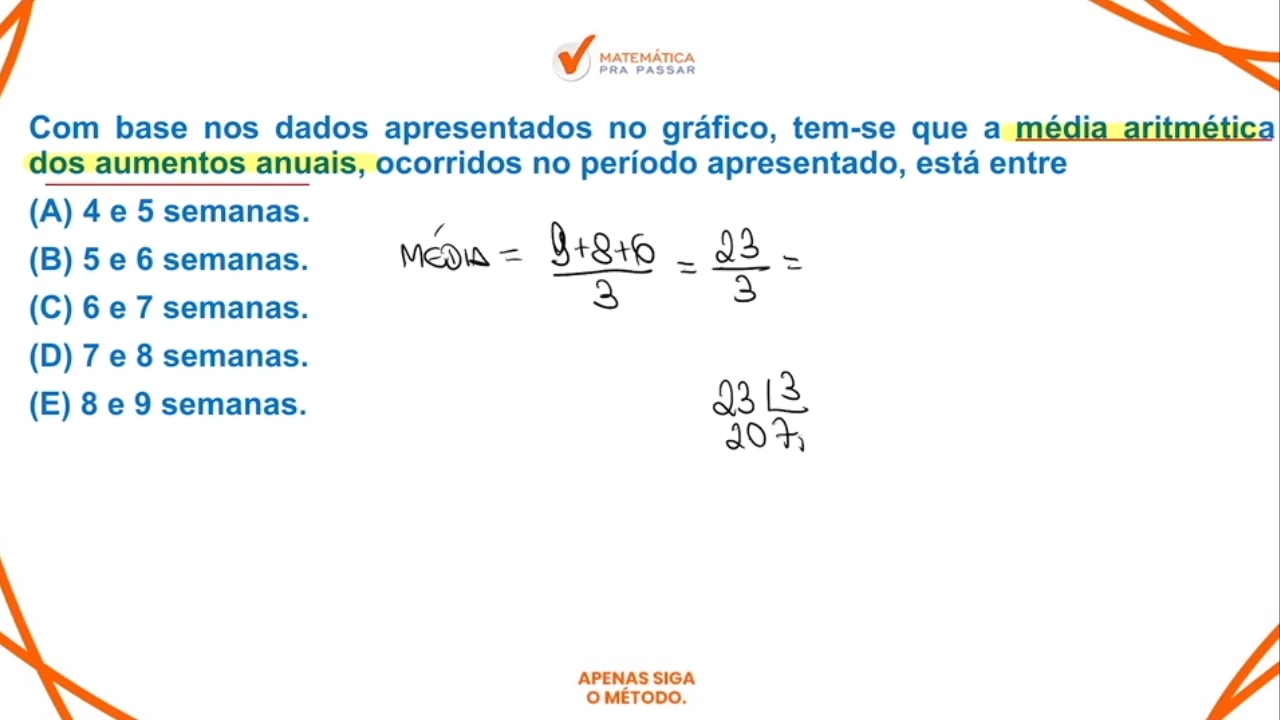 MATEMÁTICA
PRA PASSAR
Com base nos dados apresentados no gráfico, tem-se que a média aritmética
dos aumentos anuais, ocorridos no período apresentado, está entre
(A) 4 e 5 semanas.
(B) 5 e 6 semanas.
(C) 6 e 7 semanas.
(D) 7 e 8 semanas.
(E) 8 e 9 semanas.
MÉDIA = 9+8+6 = 23 =
3 3
23 3
20 7,
APENAS SIGA
O MÉTODO.